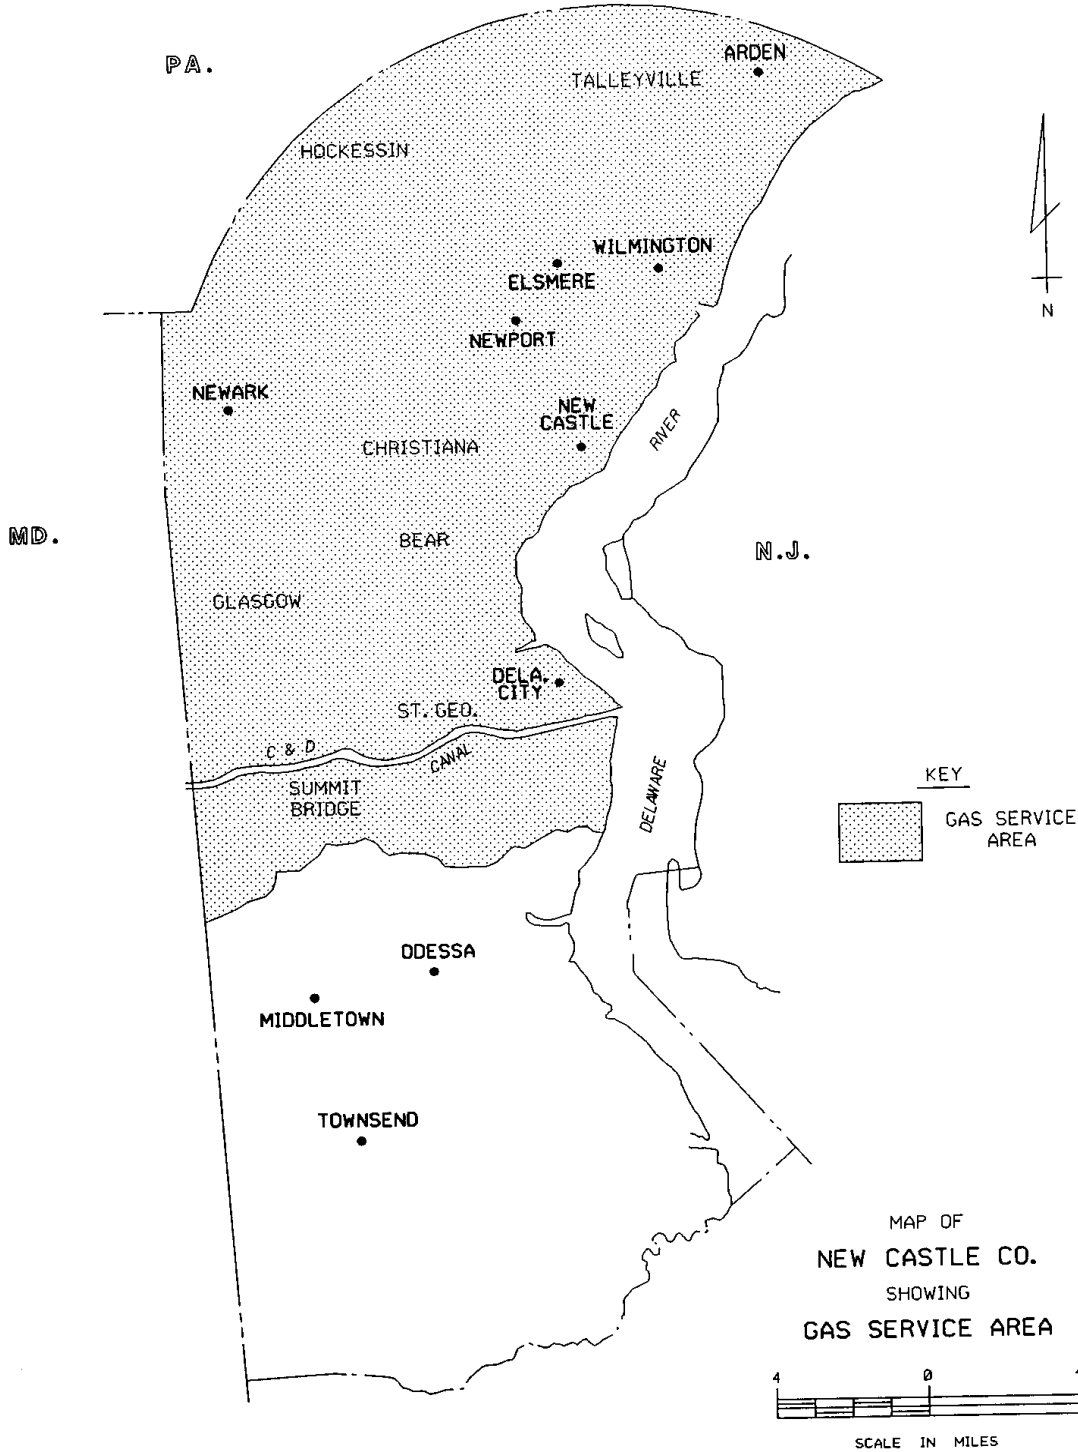 PA.
ARDEN
TALLEYVILLE
HOCKESSIN
WILMINGTON
ELSMERE
NEWPORT
N
NEWARK
NEW
CASTLE
RIVER
CHRISTIANA
MD.
BEAR
N.J.
GLASGOW
DELA.
CITY
ST. GEO.
C & D
CANAL
SUMMIT
BRIDGE
DELAWARE
KEY
GAS SERVICE
AREA
ODESSA
MIDDLETOWN
TOWNSEND
MAP OF
NEW CASTLE CO.
SHOWING
GAS SERVICE AREA
4 0
SCALE IN MILES